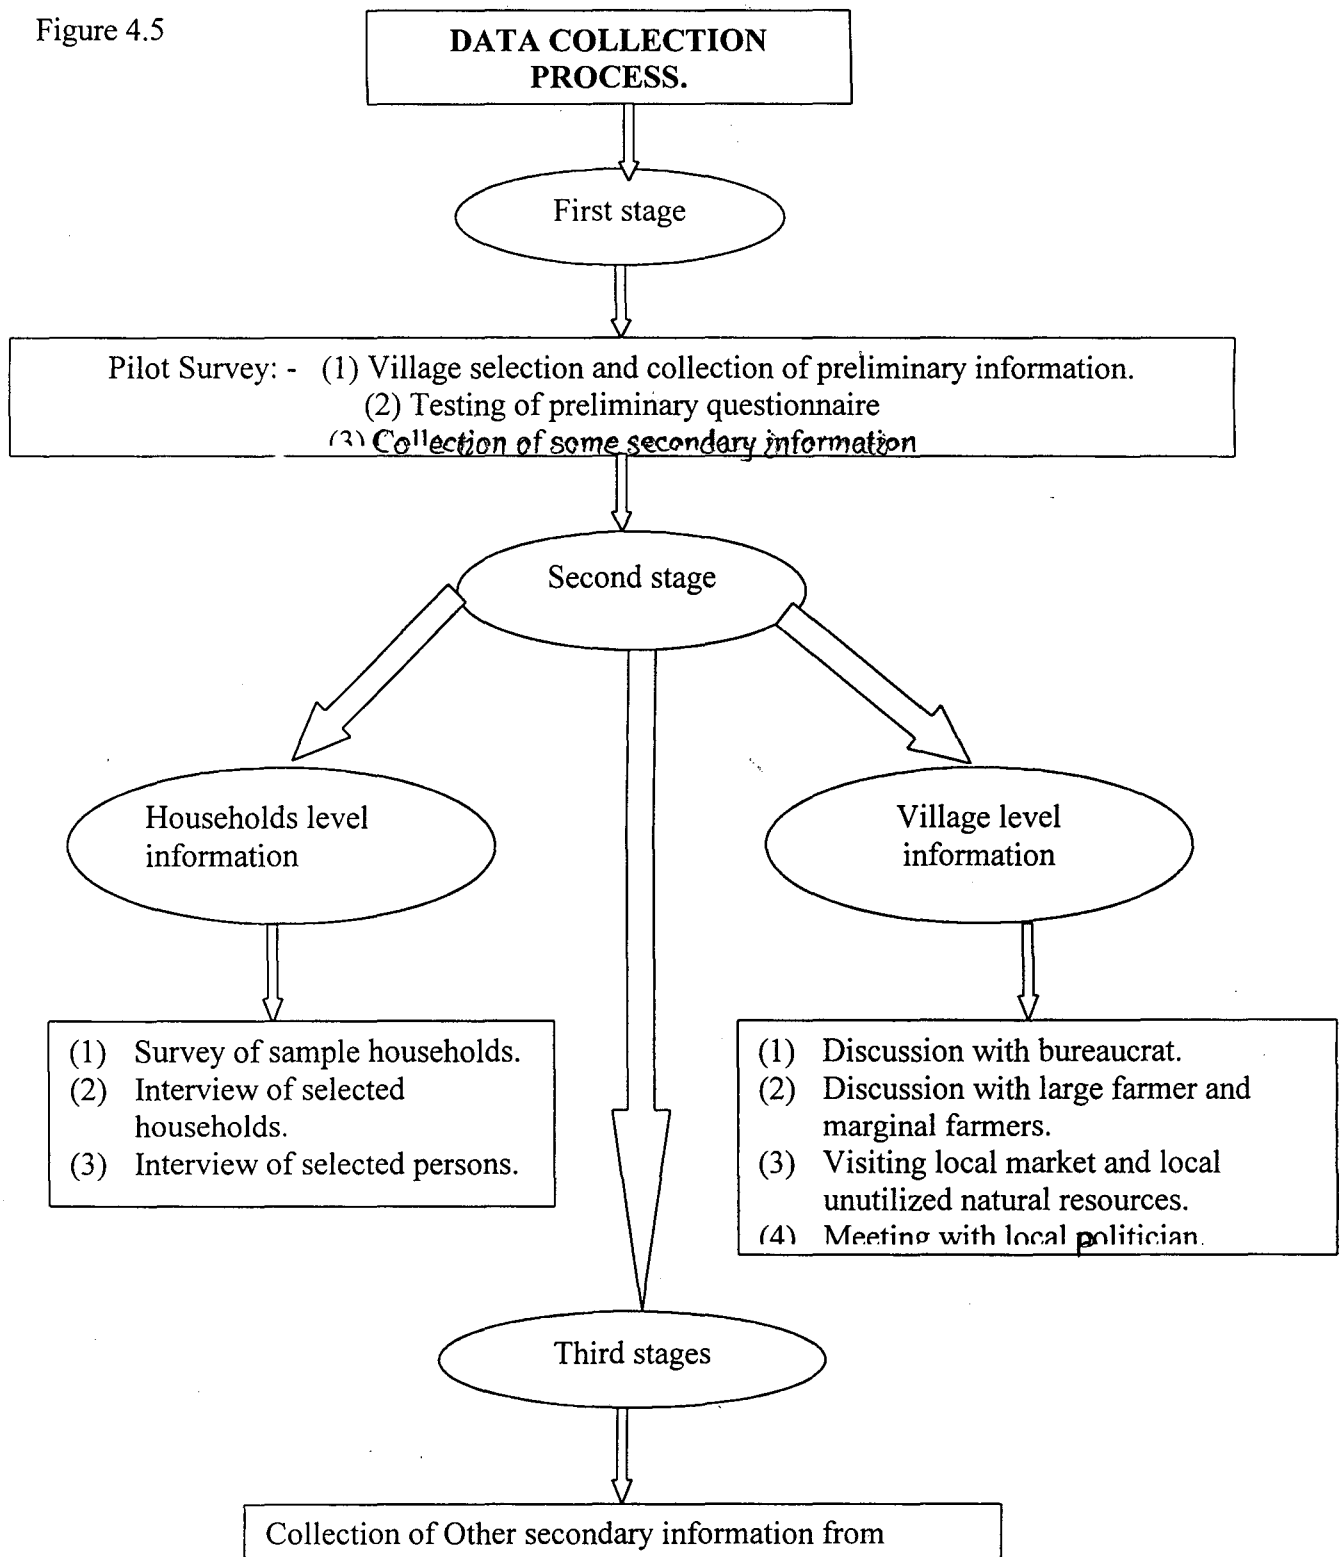 Figure 4.5
DATA COLLECTION
PROCESS.
First stage
Pilot Survey: - (1) Village selection and collection of preliminary information.
(2) Testing of preliminary questionnaire
(3) Collection of some secondary information
Second stage
Households level
information
Village level
information
(1) Survey of sample households.
(2) Interview of selected
households.
(3) Interview of selected persons.
(1) Discussion with bureaucrat.
(2) Discussion with large farmer and
marginal farmers.
(3) Visiting local market and local
unutilized natural resources.
(4) Meeting with local politician.
Third stages
Collection of Other secondary information from